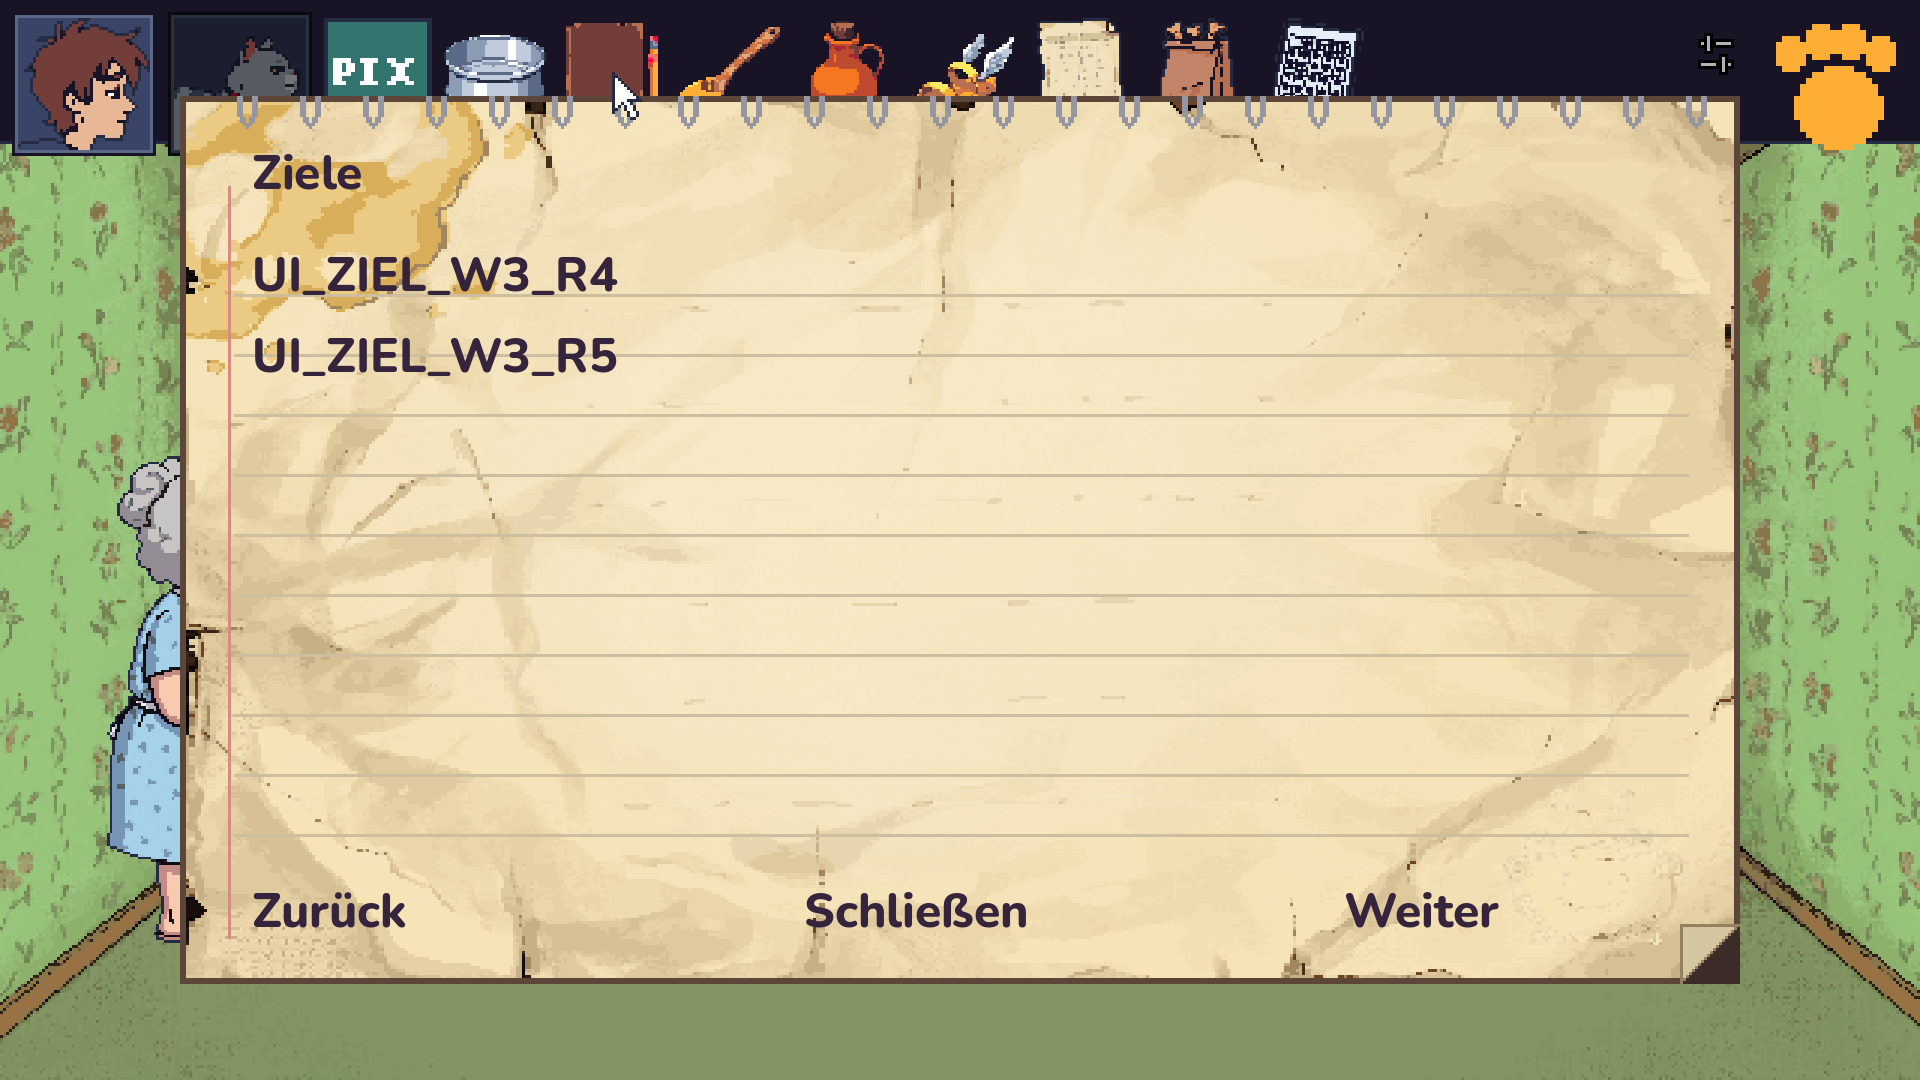 PIX
Ziele
UI_ZIEL_W3_R4
UI_ZIEL_W3_R5
Zurück
Schließen
Weiter